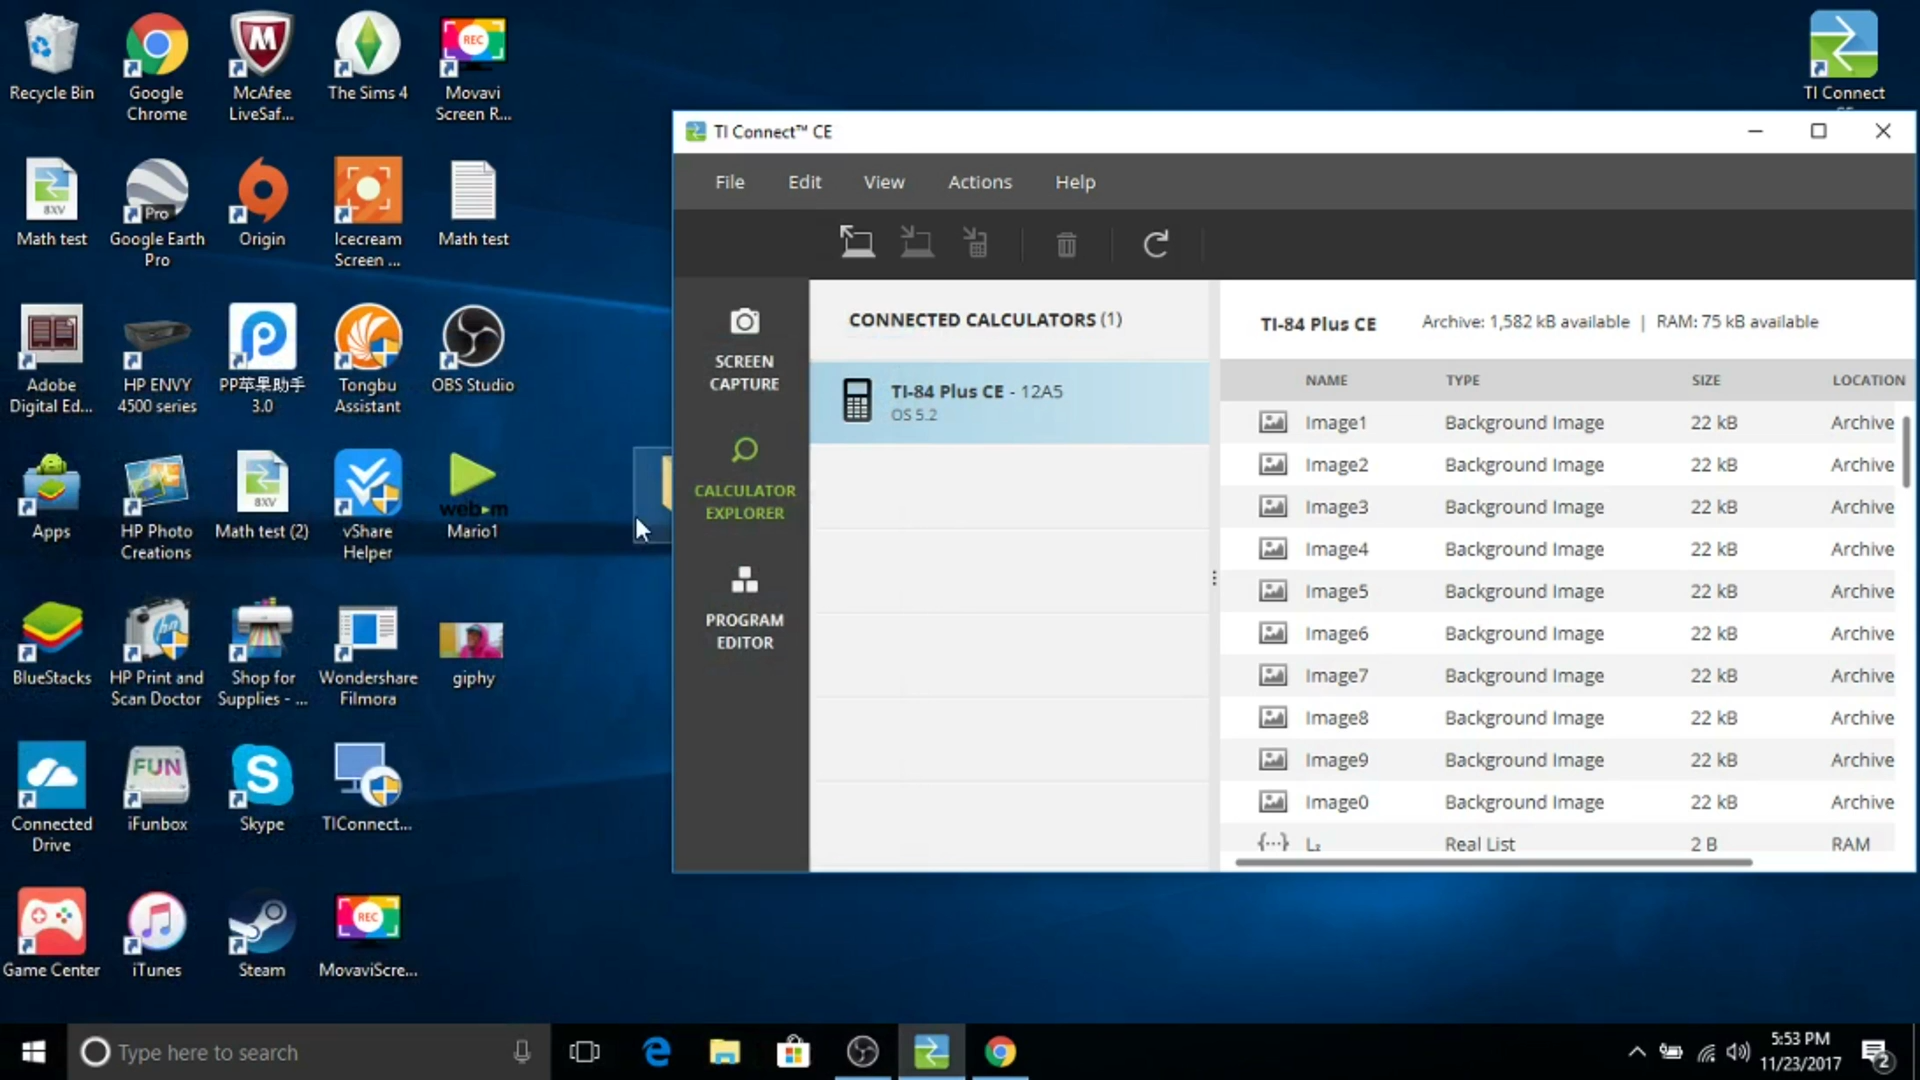 Recycle Bin
Google
Chrome
McAfee
LiveSaf...
The Sims 4
REC
Movavi
Screen R...
TI Connect
8XV
Math test
Pro
Google Earth
Pro
Origin
Icecream
Screen ...
Math test
Adobe
Digital Ed...
HP ENVY
4500 series
PP苹果助手
3.0
Tongbu
Assistant
OBS Studio
Apps
HP Photo
Creations
8XV
Math test (2)
vShare
Helper
web-m
Mario1
BlueStacks
HP Print and
Scan Doctor
Shop for
Supplies - ...
Wondershare
Filmora
giphy
Connected
Drive
FUN
iFunbox
Skype
TIConnect...
Game Center
iTunes
Steam
REC
MovaviScre...
TI Connect™ CE
File Edit View Actions Help
SCREEN
CAPTURE
CALCULATOR
EXPLORER
PROGRAM
EDITOR
CONNECTED CALCULATORS (1)
TI-84 Plus CE - 12A5
OS 5.2
TI-84 Plus CE Archive: 1,582 kB available | RAM: 75 kB available
NAME TYPE SIZE LOCATION
Image1 Background Image 22 kB Archive
Image2 Background Image 22 kB Archive
Image3 Background Image 22 kB Archive
Image4 Background Image 22 kB Archive
Image5 Background Image 22 kB Archive
Image6 Background Image 22 kB Archive
Image7 Background Image 22 kB Archive
Image8 Background Image 22 kB Archive
Image9 Background Image 22 kB Archive
Image0 Background Image 22 kB Archive
L₂ Real List 2 B RAM
Type here to search
5:53 PM
11/23/2017
2